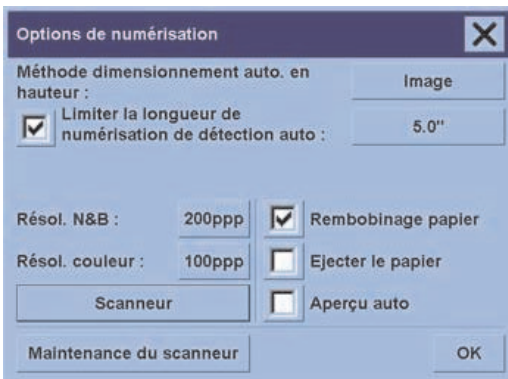 Options de numérisation
Méthode dimensionnement auto. en
hauteur :
Image
Limiter la longueur de
numérisation de détection auto :
5.0"
Résol. N&B :
200ppp
Rembobinage papier
Résol. couleur :
100ppp
Ejecter le papier
Scanneur
Aperçu auto
Maintenance du scanneur
OK